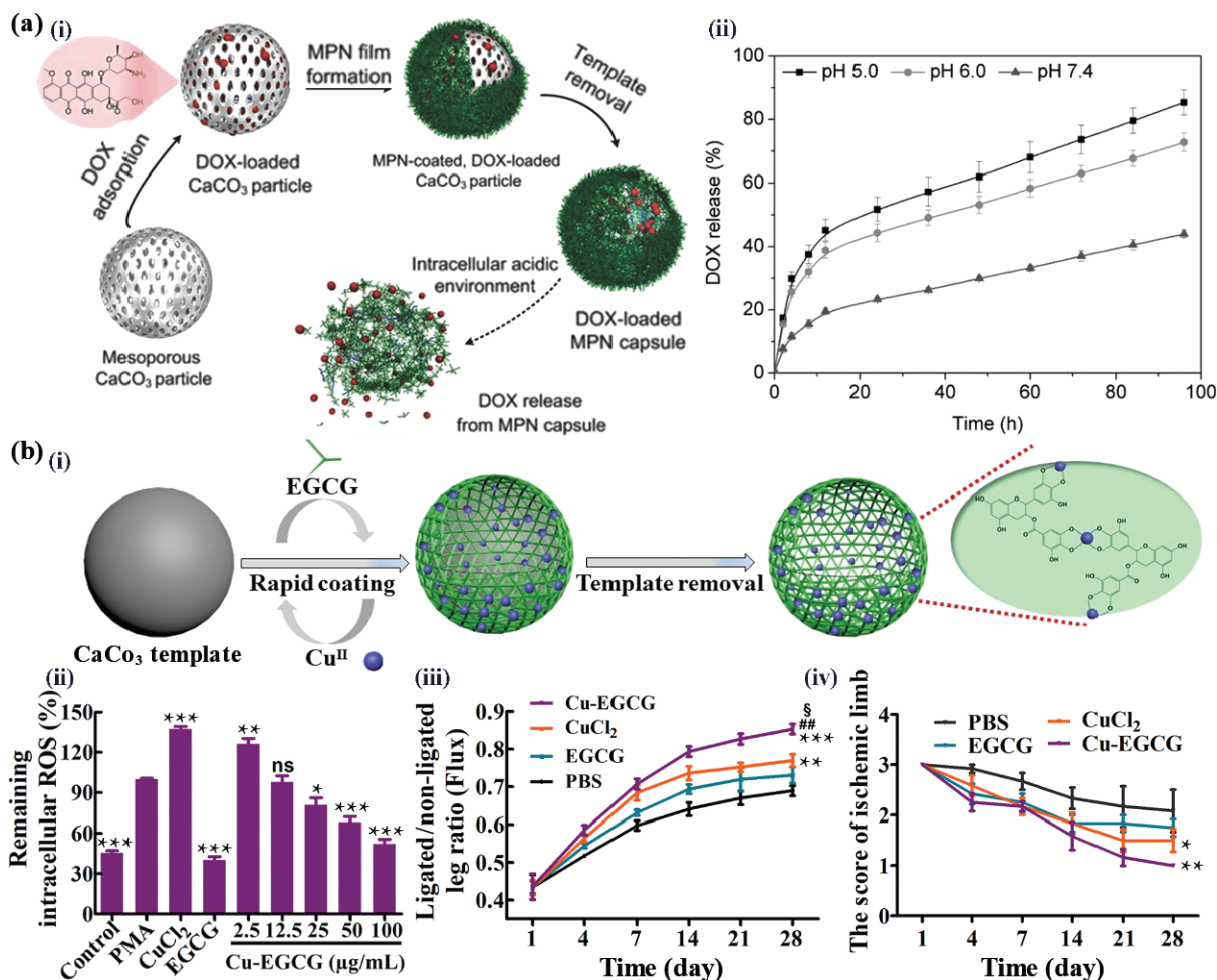 (a)
(i)
MPN film
formation
Template
removal
DOX
adsorption
DOX-loaded
CaCO₃ particle
MPN-coated, DOX-loaded
CaCO₃ particle
Mesoporous
CaCO₃ particle
Intracellular acidic
environment
DOX-loaded
MPN capsule
DOX release
from MPN capsule
(ii)
pH 5.0 pH 6.0 pH 7.4
DOX release (%)
100
80
60
40
20
0
0 20 40 60 80 100
Time (h)
(b)
(i)
EGCG
Rapid coating
Cuᴵᴵ
CaCo₃ template
Template removal
(ii)
Remaining
intracellular ROS (%)
150
120
90
60
30
0
*** *** *** ** ns * *** ***
Control PMA CuCl₂ EGCG 2.5 12.5 25 50 100
Cu-EGCG (µg/mL)
(iii)
Ligated/non-ligated
leg ratio (Flux)
0.9
0.8
0.7
0.6
0.5
0.4
Cu-EGCG
CuCl₂
EGCG
PBS
§
##
***
**
1 4 7 14 21 28
Time (day)
(iv)
The score of ischemic limb
4
3
2
1
0
PBS CuCl₂
EGCG Cu-EGCG
*
**
1 4 7 14 21 28
Time (day)